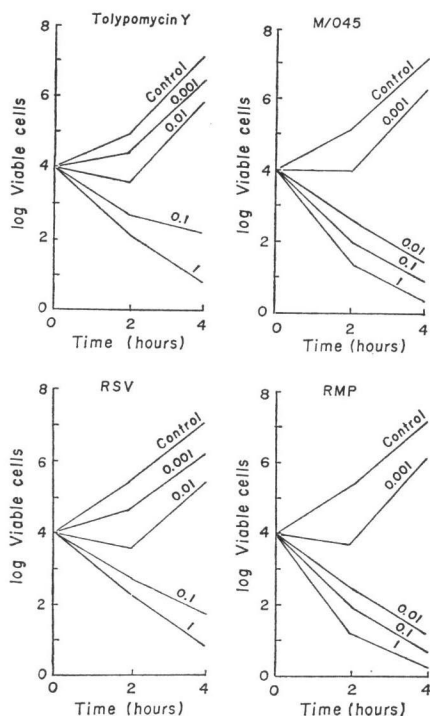 Tolypomycin Y
log Viable cells
8
6
4
2
0
Control
0.001
0.01
0.1
1
0 2 4
Time (hours)
M/045
log Viable cells
8
6
4
2
0
Control
0.001
0.01
0.1
1
0 2 4
Time (hours)
RSV
log Viable cells
8
6
4
2
0
Control
0.001
0.01
0.1
1
0 2 4
Time (hours)
RMP
log Viable cells
8
6
4
2
0
Control
0.001
0.01
0.1
1
0 2 4
Time (hours)